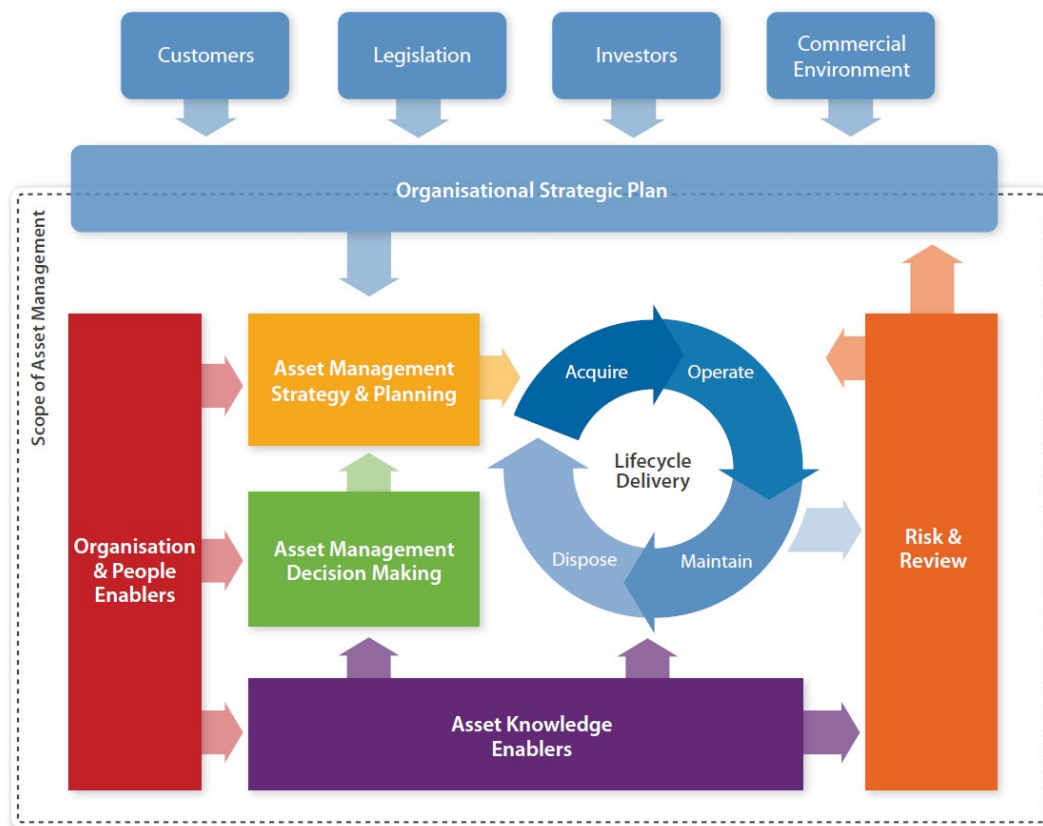 Customers
Legislation
Investors
Commercial
Environment
Organisational Strategic Plan
Scope of Asset Management
Organisation
& People
Enablers
Asset Management
Strategy & Planning
Asset Management
Decision Making
Acquire
Operate
Lifecycle
Delivery
Dispose
Maintain
Risk &
Review
Asset Knowledge
Enablers